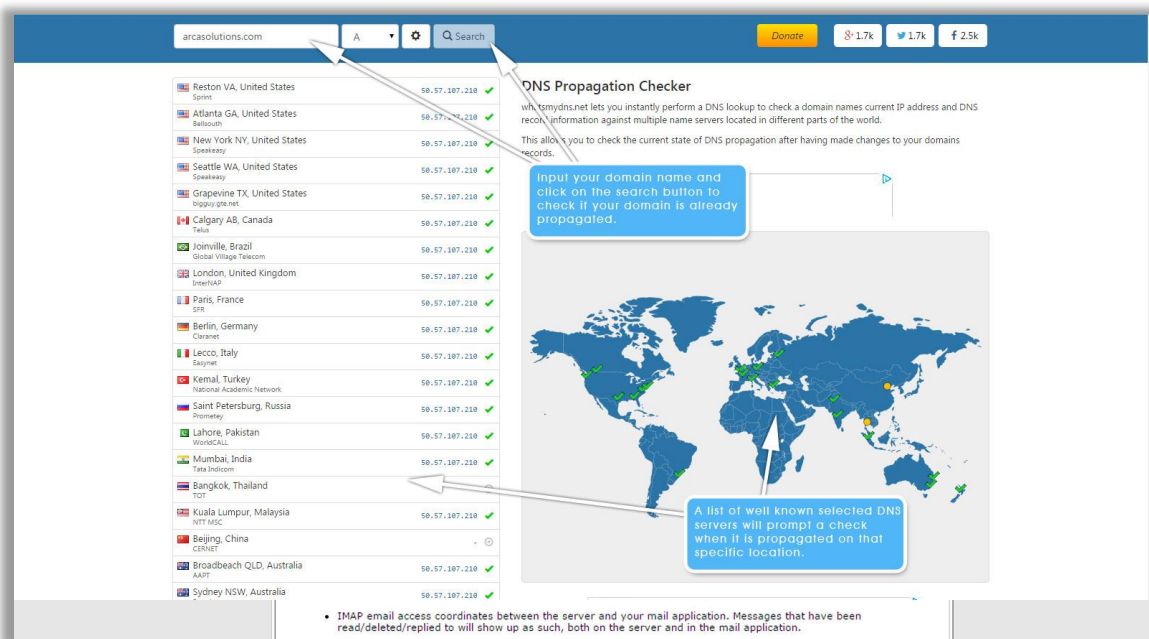 arcasolutions.com A Search Donate 1.7k 1.7k 2.5k
Reston VA, United States 50.57.107.210
Sprint
Atlanta GA, United States 50.57.107.210
Bellsouth
New York NY, United States 50.57.107.210
Speakeasy
Seattle WA, United States 50.57.107.210
Speakeasy
Grapevine TX, United States 50.57.107.210
bigguy.gte.net
Calgary AB, Canada 50.57.107.210
Telus
Joinville, Brazil 50.57.107.210
Global Village Telecom
London, United Kingdom 50.57.107.210
InterNAP
Paris, France 50.57.107.210
SFR
Berlin, Germany 50.57.107.210
Claranet
Lecco, Italy 50.57.107.210
Easynet
Kemal, Turkey 50.57.107.210
National Academic Network
Saint Petersburg, Russia 50.57.107.210
Prometey
Lahore, Pakistan 50.57.107.210
WorldCALL
Mumbai, India 50.57.107.210
Tata Indicom
Bangkok, Thailand
TOT
Kuala Lumpur, Malaysia 50.57.107.210
NTT MSC
Beijing, China -
CERNET
Broadbeach QLD, Australia 50.57.107.210
AAPT
Sydney NSW, Australia 50.57.107.210
DNS Propagation Checker
whatsmydns.net lets you instantly perform a DNS lookup to check a domain names current IP address and DNS
record information against multiple name servers located in different parts of the world.
This allows you to check the current state of DNS propagation after having made changes to your domains
records.
Input your domain name and
click on the search button to
check if your domain is already
propagated.
A list of well known selected DNS
servers will prompt a check
when it is propagated on that
specific location.
• IMAP email access coordinates between the server and your mail application. Messages that have been
read/deleted/replied to will show up as such, both on the server and in the mail application.